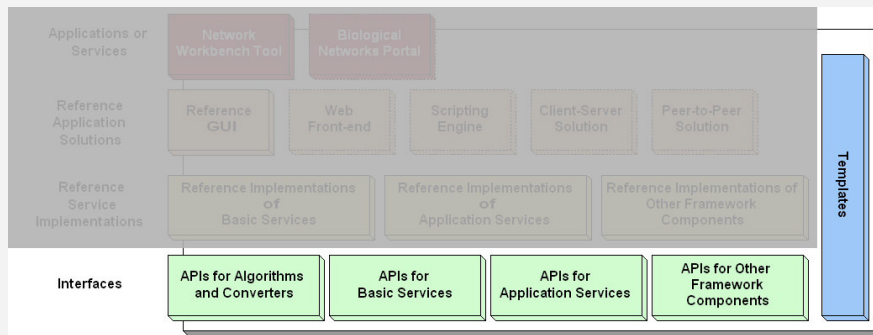 Applications or
Services
Network
Workbench Tool
Biological
Networks Portal
Reference
Application
Solutions
Reference
GUI
Web
Front-end
Scripting
Engine
Client-Server
Solution
Peer-to-Peer
Solution
Reference
Service
Implementations
Reference Implementations
of
Basic Services
Reference Implementations
of
Application Services
Reference Implementations of
Other Framework
Components
Templates
Interfaces
APIs for Algorithms
and Converters
APIs for
Basic Services
APIs for
Application Services
APIs for Other
Framework
Components